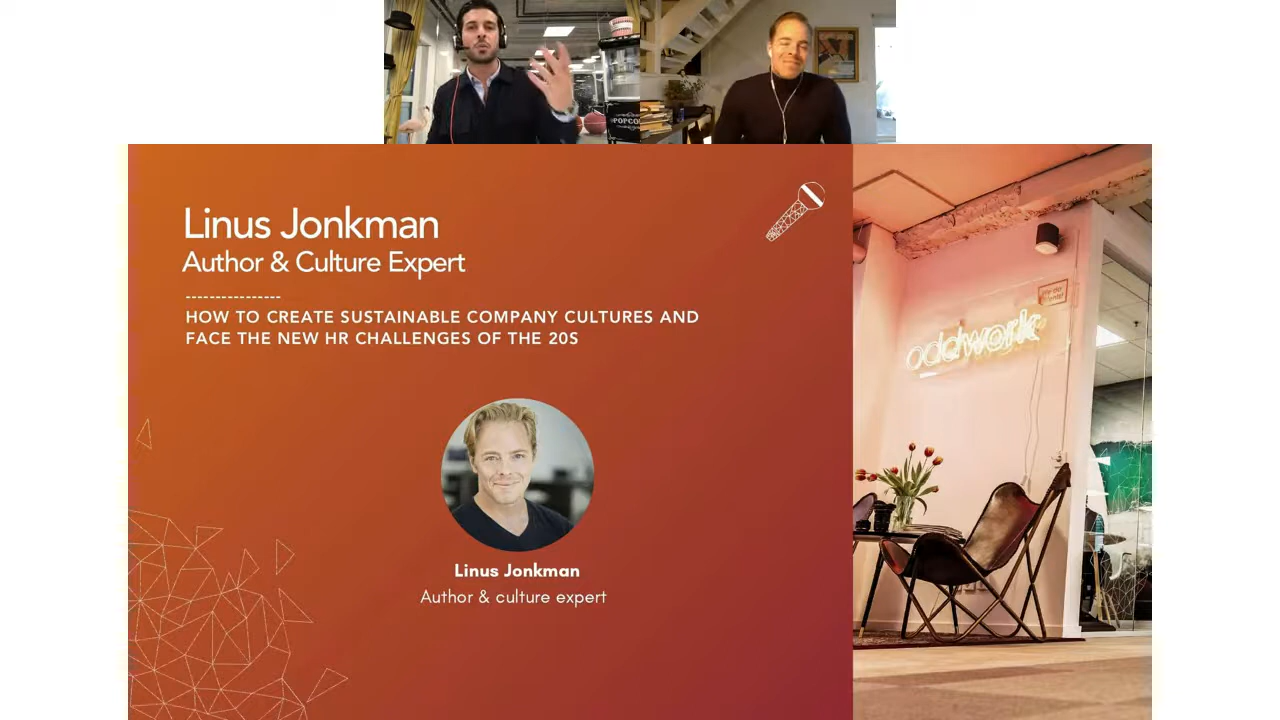 POPCO
Linus Jonkman
Author & Culture Expert
----------------
HOW TO CREATE SUSTAINABLE COMPANY CULTURES AND
FACE THE NEW HR CHALLENGES OF THE 20S
oddwork
Linus Jonkman
Author & culture expert